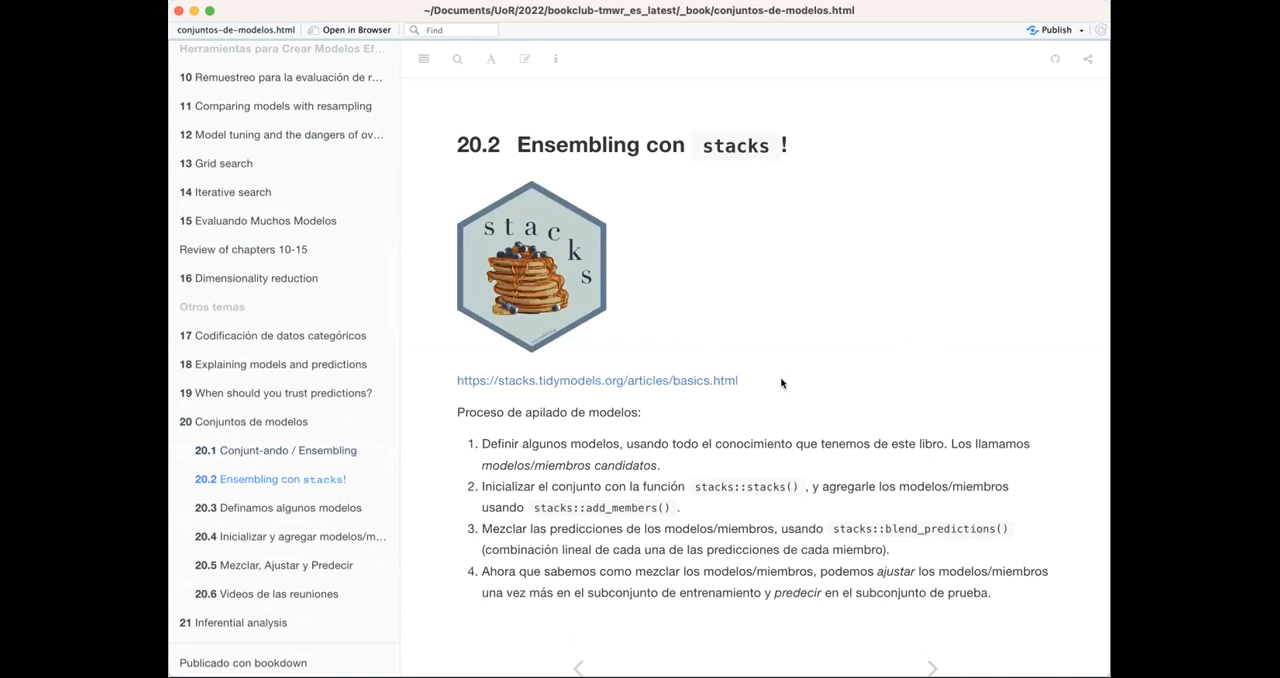 ~/Documents/UoR/2022/bookclub-tmwr_es_latest/_book/conjuntos-de-modelos.html
conjuntos-de-modelos.html
Open in Browser
Find
Publish
Herramientas para Crear Modelos Ef…
10 Remuestreo para la evaluación de r…
11 Comparing models with resampling
12 Model tuning and the dangers of ov…
13 Grid search
14 Iterative search
15 Evaluando Muchos Modelos
Review of chapters 10-15
16 Dimensionality reduction
Otros temas
17 Codificación de datos categóricos
18 Explaining models and predictions
19 When should you trust predictions?
20 Conjuntos de modelos
20.1 Conjunt-ando / Ensembling
20.2 Ensembling con stacks!
20.3 Definamos algunos modelos
20.4 Inicializar y agregar modelos/m…
20.5 Mezclar, Ajustar y Predecir
20.6 Videos de las reuniones
21 Inferential analysis
Publicado con bookdown
20.2 Ensembling con stacks !
stacks
https://stacks.tidymodels.org/articles/basics.html
Proceso de apilado de modelos:
1. Definir algunos modelos, usando todo el conocimiento que tenemos de este libro. Los llamamos
modelos/miembros candidatos.
2. Inicializar el conjunto con la función stacks::stacks() , y agregarle los modelos/miembros
usando stacks::add_members() .
3. Mezclar las predicciones de los modelos/miembros, usando stacks::blend_predictions()
(combinación lineal de cada una de las predicciones de cada miembro).
4. Ahora que sabemos como mezclar los modelos/miembros, podemos ajustar los modelos/miembros
una vez más en el subconjunto de entrenamiento y predecir en el subconjunto de prueba.